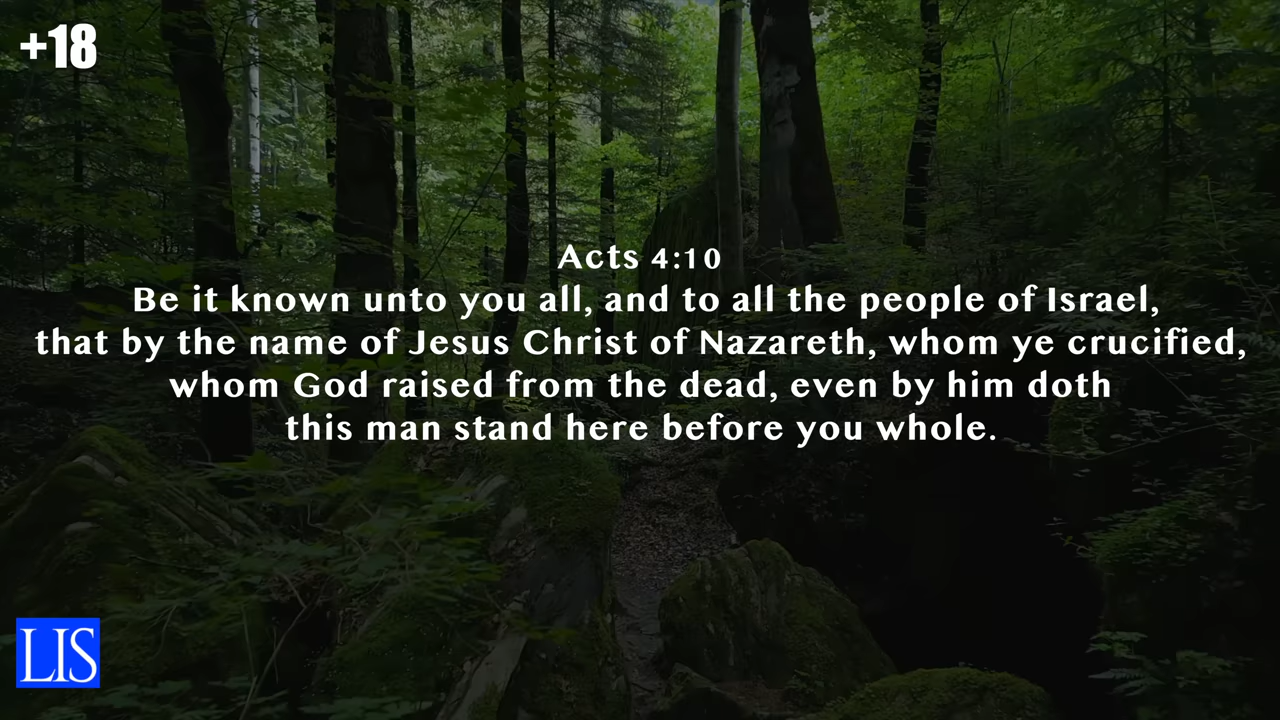 +18
Acts 4:10
Be it known unto you all, and to all the people of Israel,
that by the name of Jesus Christ of Nazareth, whom ye crucified,
whom God raised from the dead, even by him doth
this man stand here before you whole.
LIS